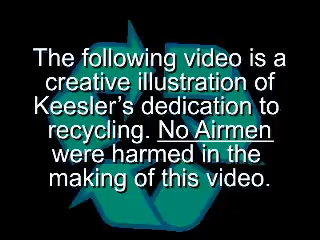 The following video is a
creative illustration of
Keesler's dedication to
recycling. No Airmen
were harmed in the
making of this video.